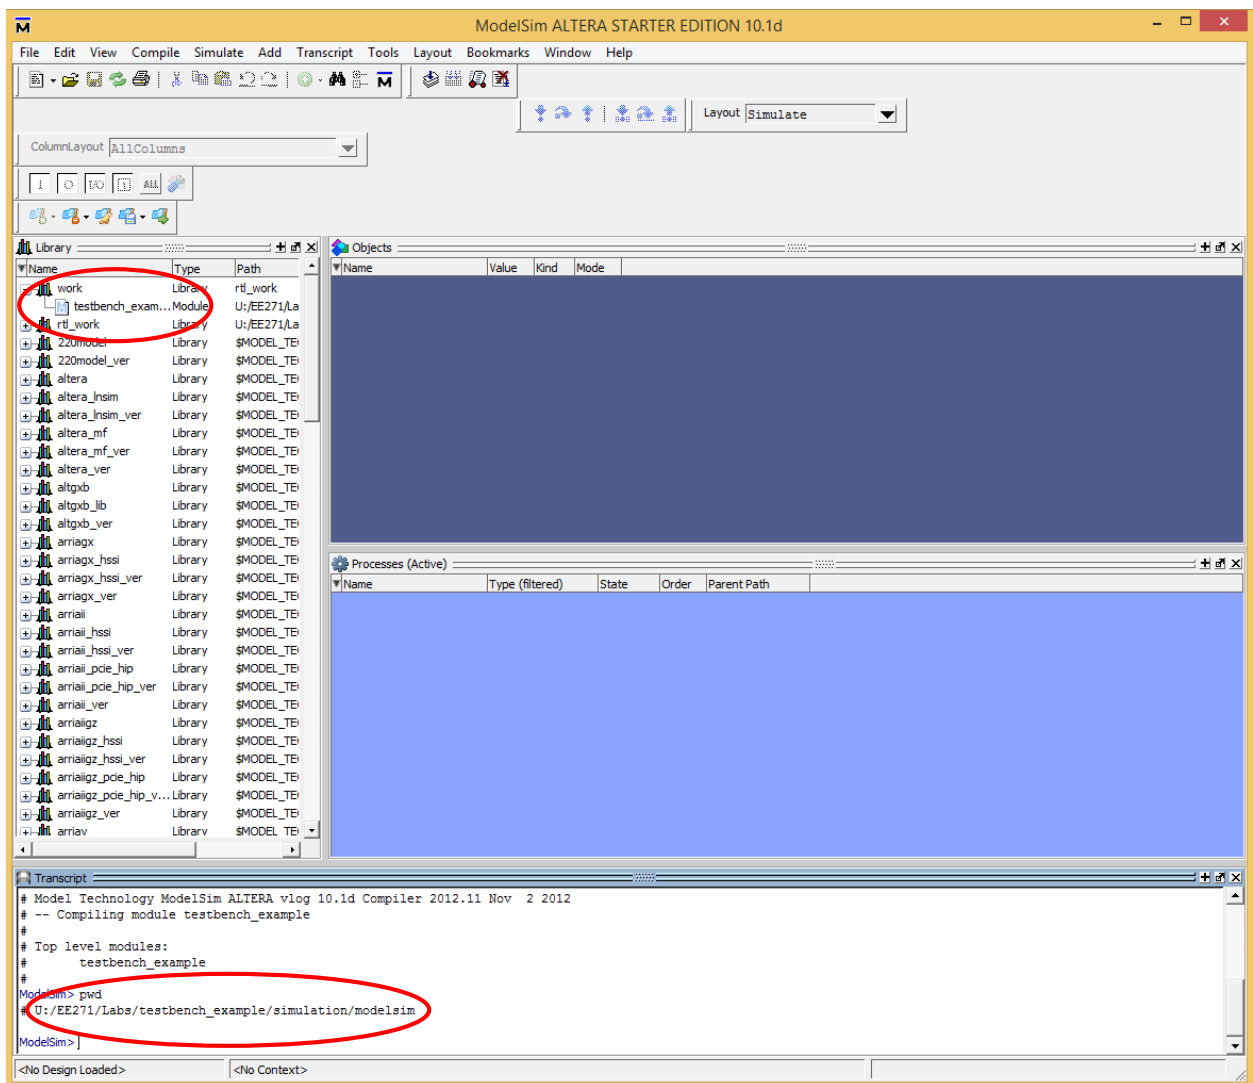 M ModelSim ALTERA STARTER EDITION 10.1d
File Edit View Compile Simulate Add Transcript Tools Layout Bookmarks Window Help
M
Layout Simulate
ColumnLayout AllColumns
I O I/O ALL
Library
Name Type Path
work Library rtl_work
M testbench_exam... Module U:/EE271/La
rtl_work Library U:/EE271/La
220model Library $MODEL_TE
220model_ver Library $MODEL_TE
altera Library $MODEL_TE
altera_lnsim Library $MODEL_TE
altera_lnsim_ver Library $MODEL_TE
altera_mf Library $MODEL_TE
altera_mf_ver Library $MODEL_TE
altera_ver Library $MODEL_TE
altgxb Library $MODEL_TE
altgxb_lib Library $MODEL_TE
altgxb_ver Library $MODEL_TE
arriagx Library $MODEL_TE
arriagx_hssi Library $MODEL_TE
arriagx_hssi_ver Library $MODEL_TE
arriagx_ver Library $MODEL_TE
arriaii Library $MODEL_TE
arriaii_hssi Library $MODEL_TE
arriaii_hssi_ver Library $MODEL_TE
arriaii_pcie_hip Library $MODEL_TE
arriaii_pcie_hip_ver Library $MODEL_TE
arriaii_ver Library $MODEL_TE
arriaiigz Library $MODEL_TE
arriaiigz_hssi Library $MODEL_TE
arriaiigz_hssi_ver Library $MODEL_TE
arriaiigz_pcie_hip Library $MODEL_TE
arriaiigz_pcie_hip_v... Library $MODEL_TE
arriaiigz_ver Library $MODEL_TE
arriav Library $MODEL_TE
Objects
Name Value Kind Mode
Processes (Active)
Name Type (filtered) State Order Parent Path
Transcript
# Model Technology ModelSim ALTERA vlog 10.1d Compiler 2012.11 Nov  2 2012
# -- Compiling module testbench_example
#
# Top level modules:
#       testbench_example
#
ModelSim> pwd
# U:/EE271/Labs/testbench_example/simulation/modelsim
ModelSim>
<No Design Loaded> <No Context>